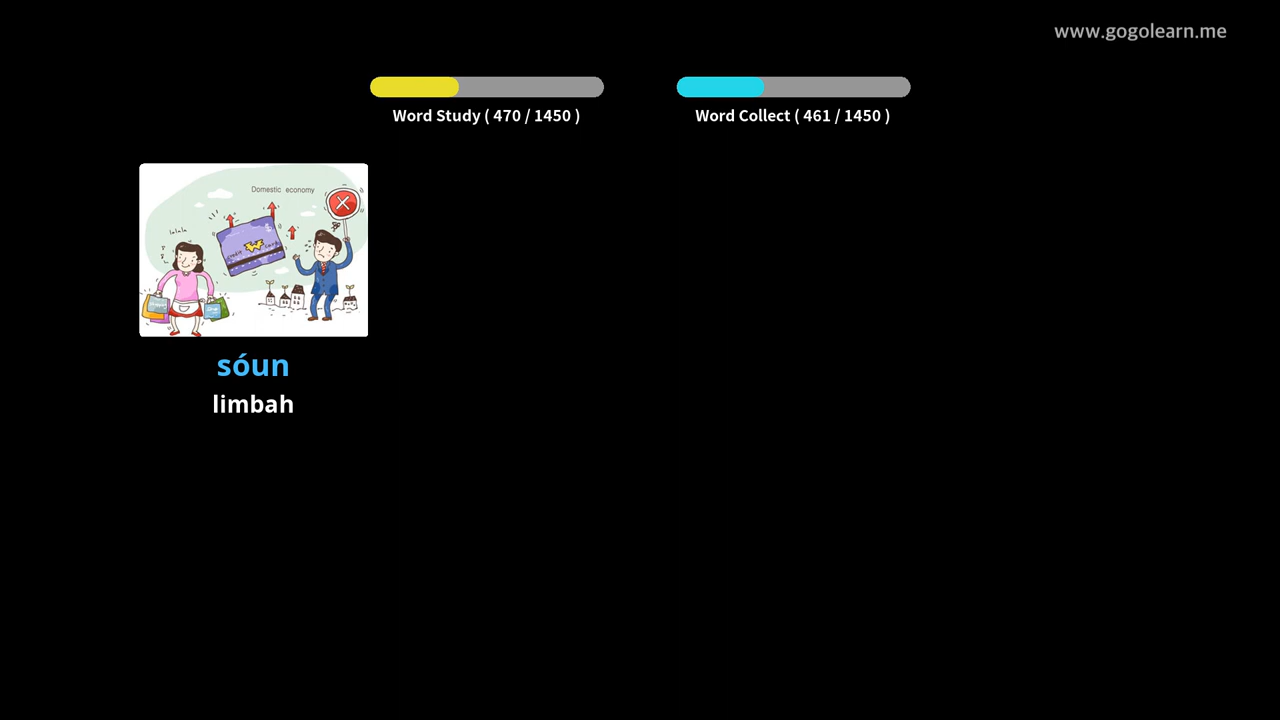 www.gogolearn.me
Word Study ( 470 / 1450 )
Word Collect ( 461 / 1450 )
Domestic economy
lalala
sóun
limbah